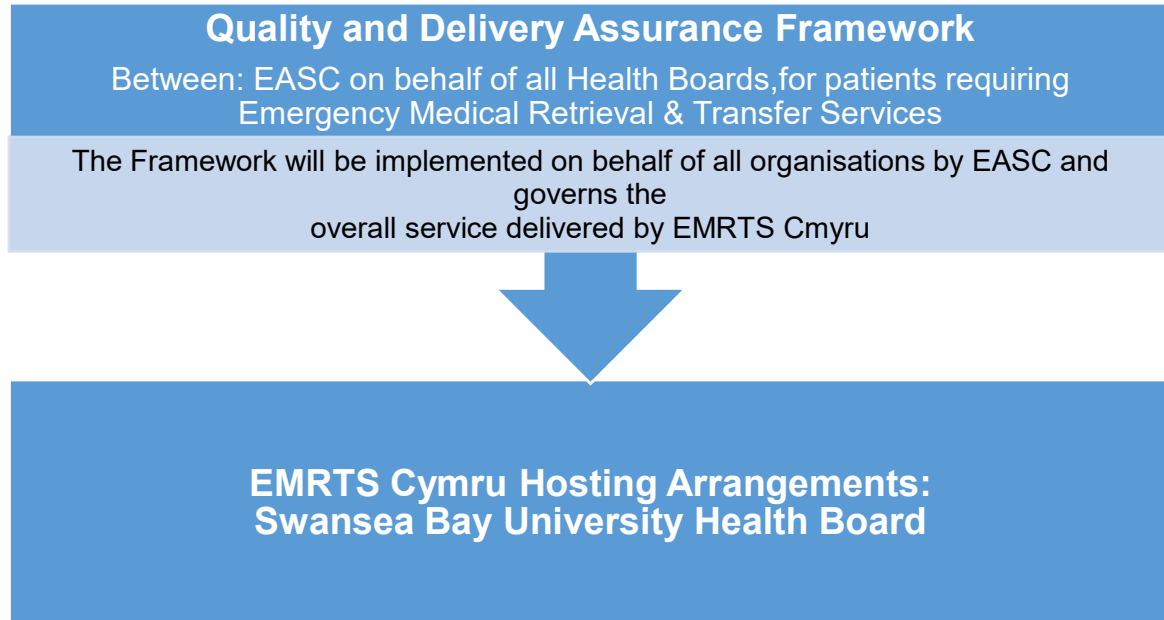 Quality and Delivery Assurance Framework
Between: EASC on behalf of all Health Boards,for patients requiring
Emergency Medical Retrieval & Transfer Services
The Framework will be implemented on behalf of all organisations by EASC and
governs the
overall service delivered by EMRTS Cmyru
EMRTS Cymru Hosting Arrangements:
Swansea Bay University Health Board